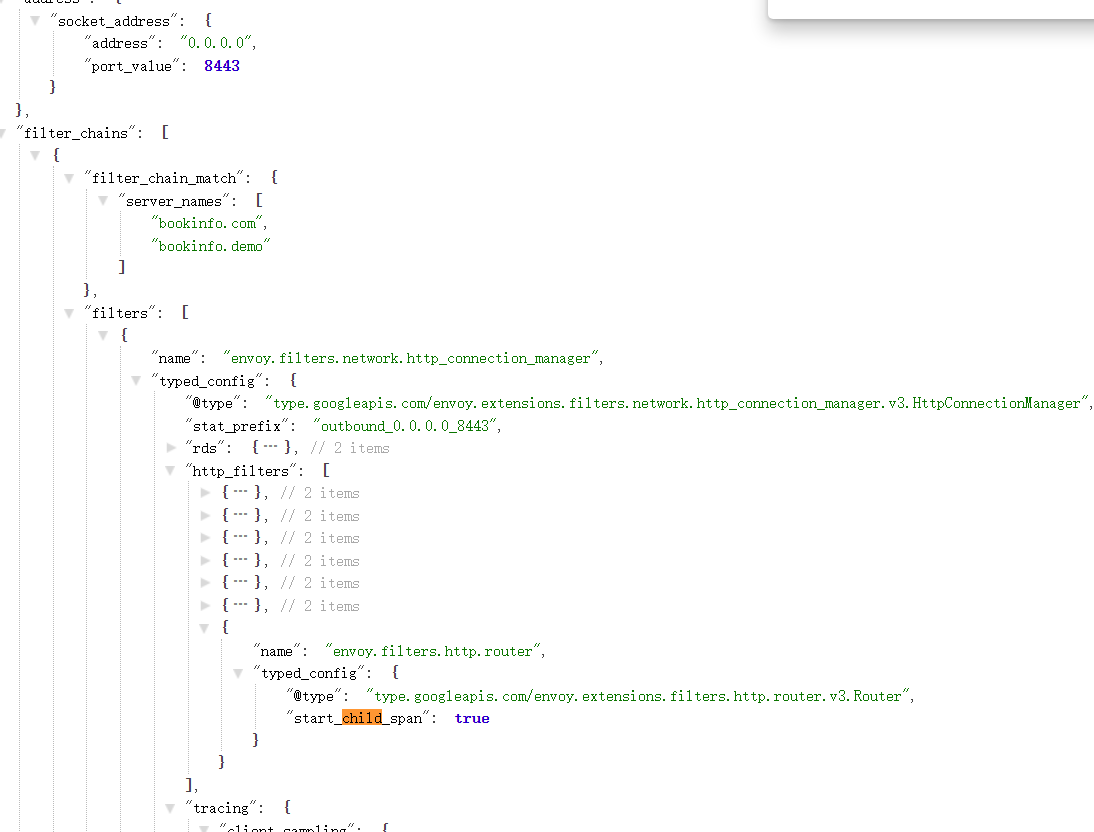 "address": {
"socket_address": {
"address": "0.0.0.0",
"port_value": 8443
}
},
"filter_chains": [
{
"filter_chain_match": {
"server_names": [
"bookinfo.com",
"bookinfo.demo"
]
},
"filters": [
{
"name": "envoy.filters.network.http_connection_manager",
"typed_config": {
"@type": "type.googleapis.com/envoy.extensions.filters.network.http_connection_manager.v3.HttpConnectionManager",
"stat_prefix": "outbound_0.0.0.0_8443",
"rds": {···}, // 2 items
"http_filters": [
{···}, // 2 items
{···}, // 2 items
{···}, // 2 items
{···}, // 2 items
{···}, // 2 items
{···}, // 2 items
{
"name": "envoy.filters.http.router",
"typed_config": {
"@type": "type.googleapis.com/envoy.extensions.filters.http.router.v3.Router",
"start_child_span": true
}
}
],
"tracing": {
"client_sampling": {